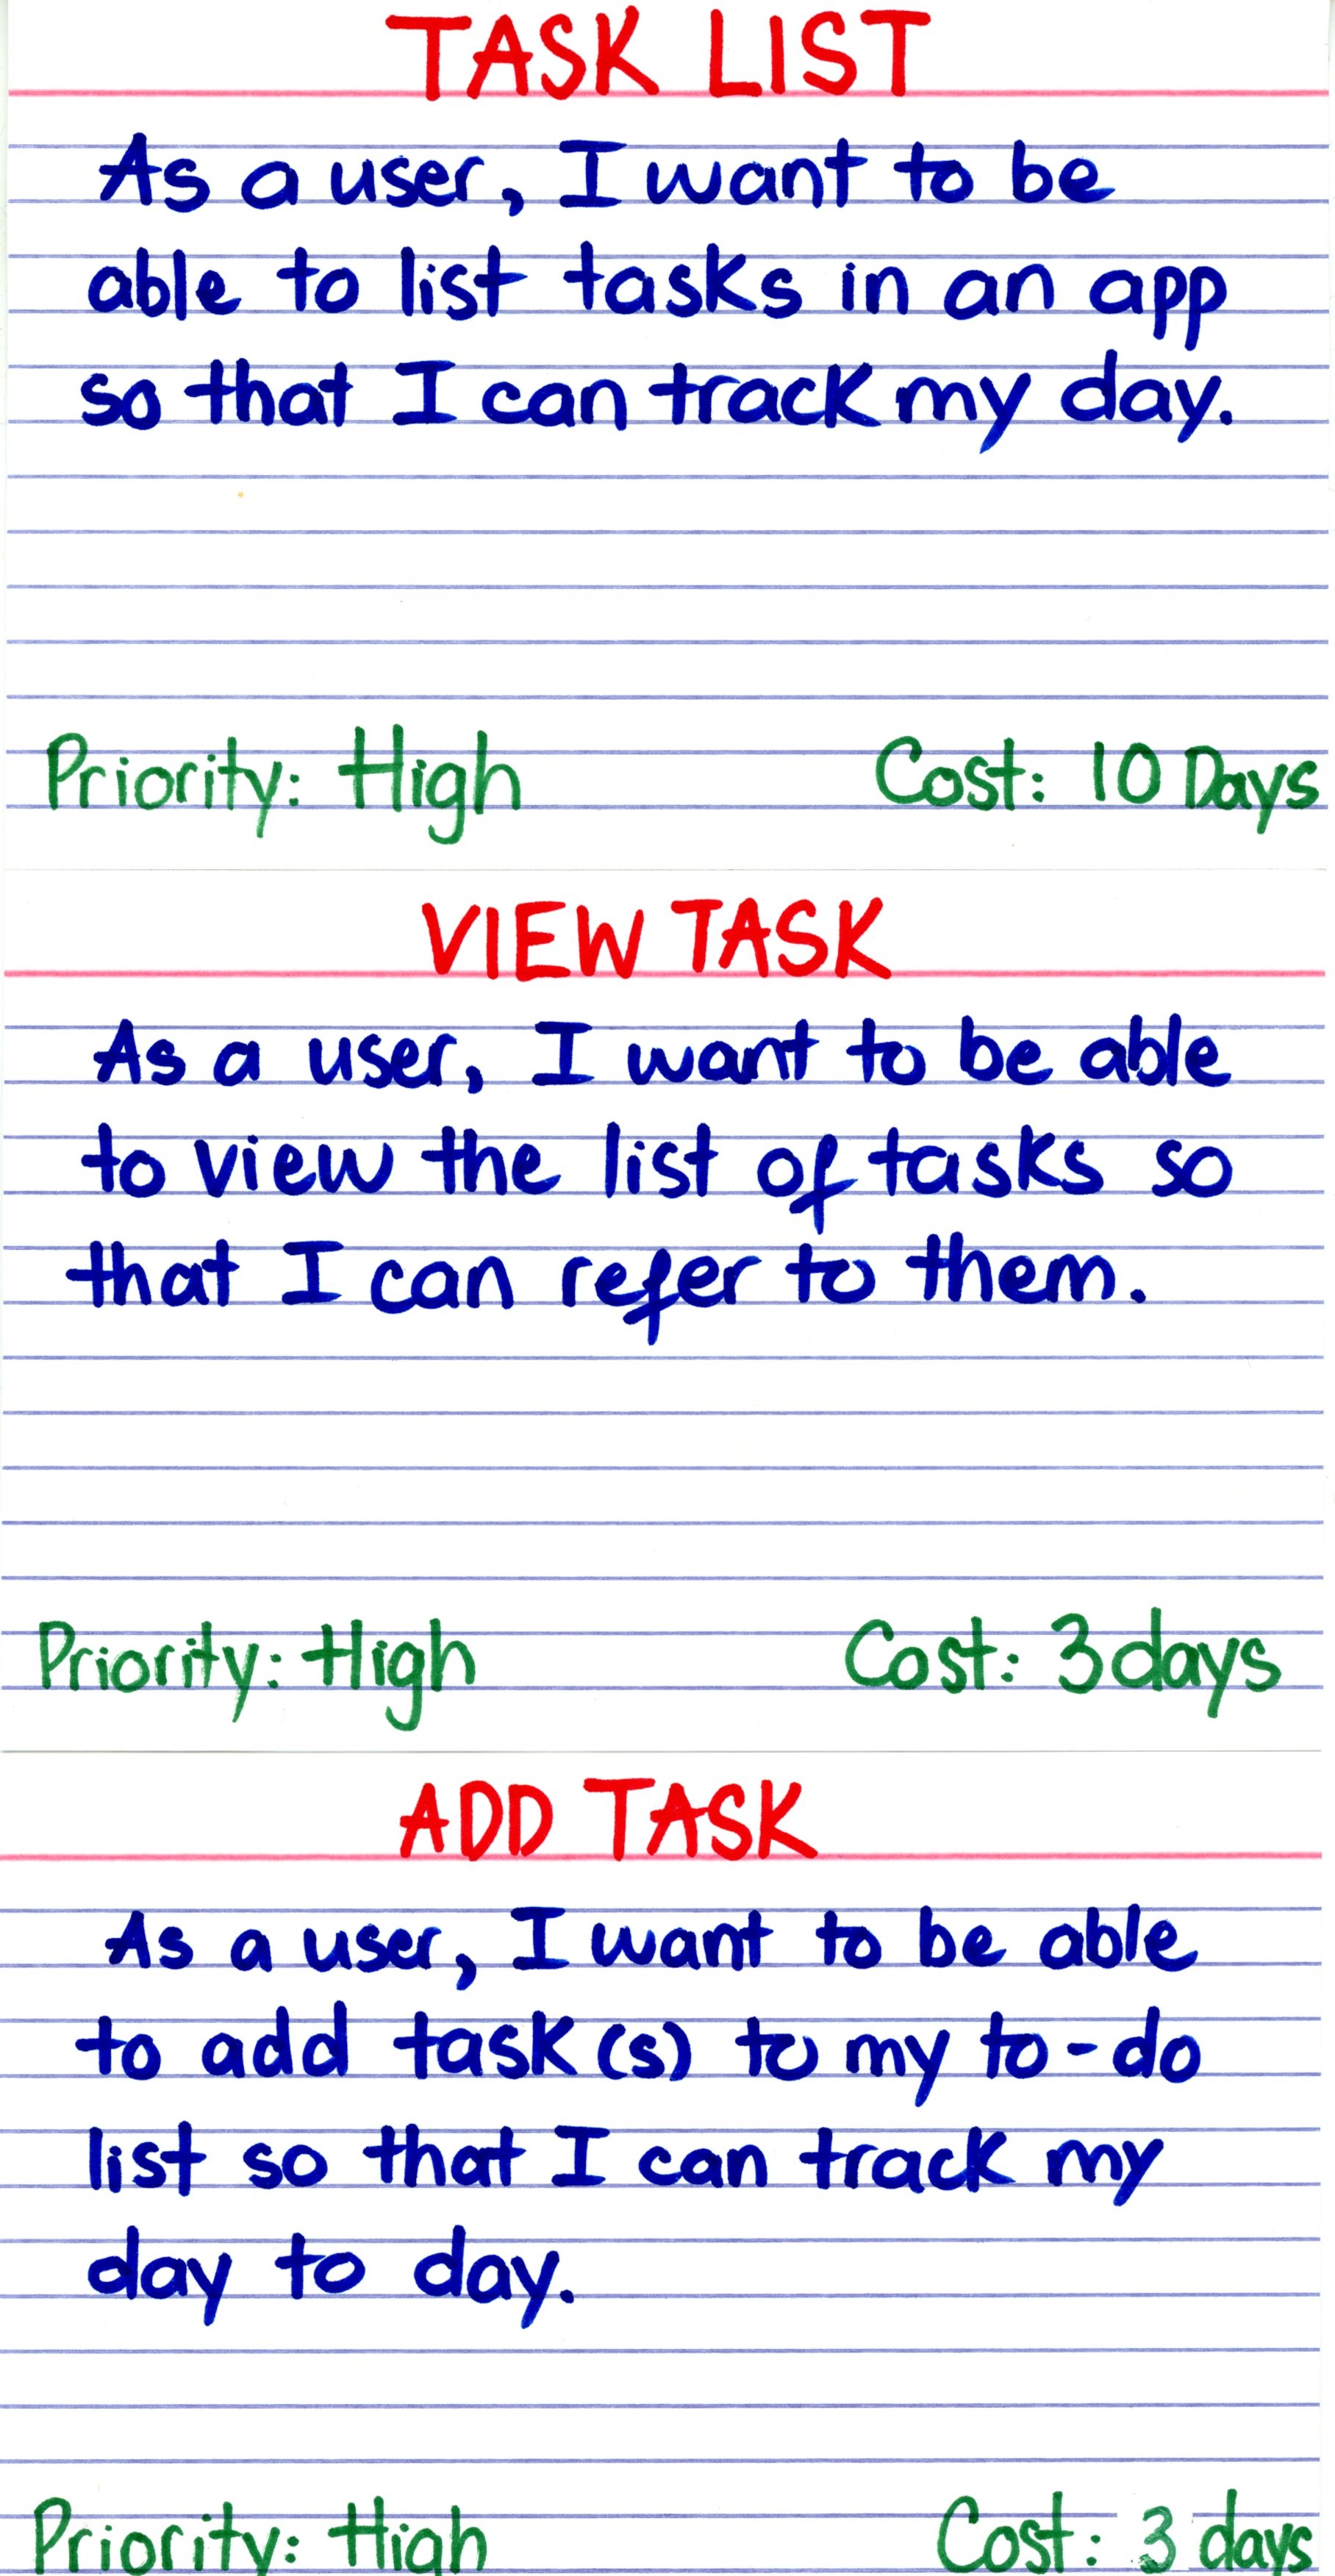 TASK LIST
As a user, I want to be
able to list tasks in an app
so that I can track my day.
Priority: High Cost: 10 Days
VIEW TASK
As a user, I want to be able
to view the list of tasks so
that I can refer to them.
Priority: High Cost: 3 days
ADD TASK
As a user, I want to be able
to add task(s) to my to-do
list so that I can track my
day to day.
Priority: High Cost: 3 days